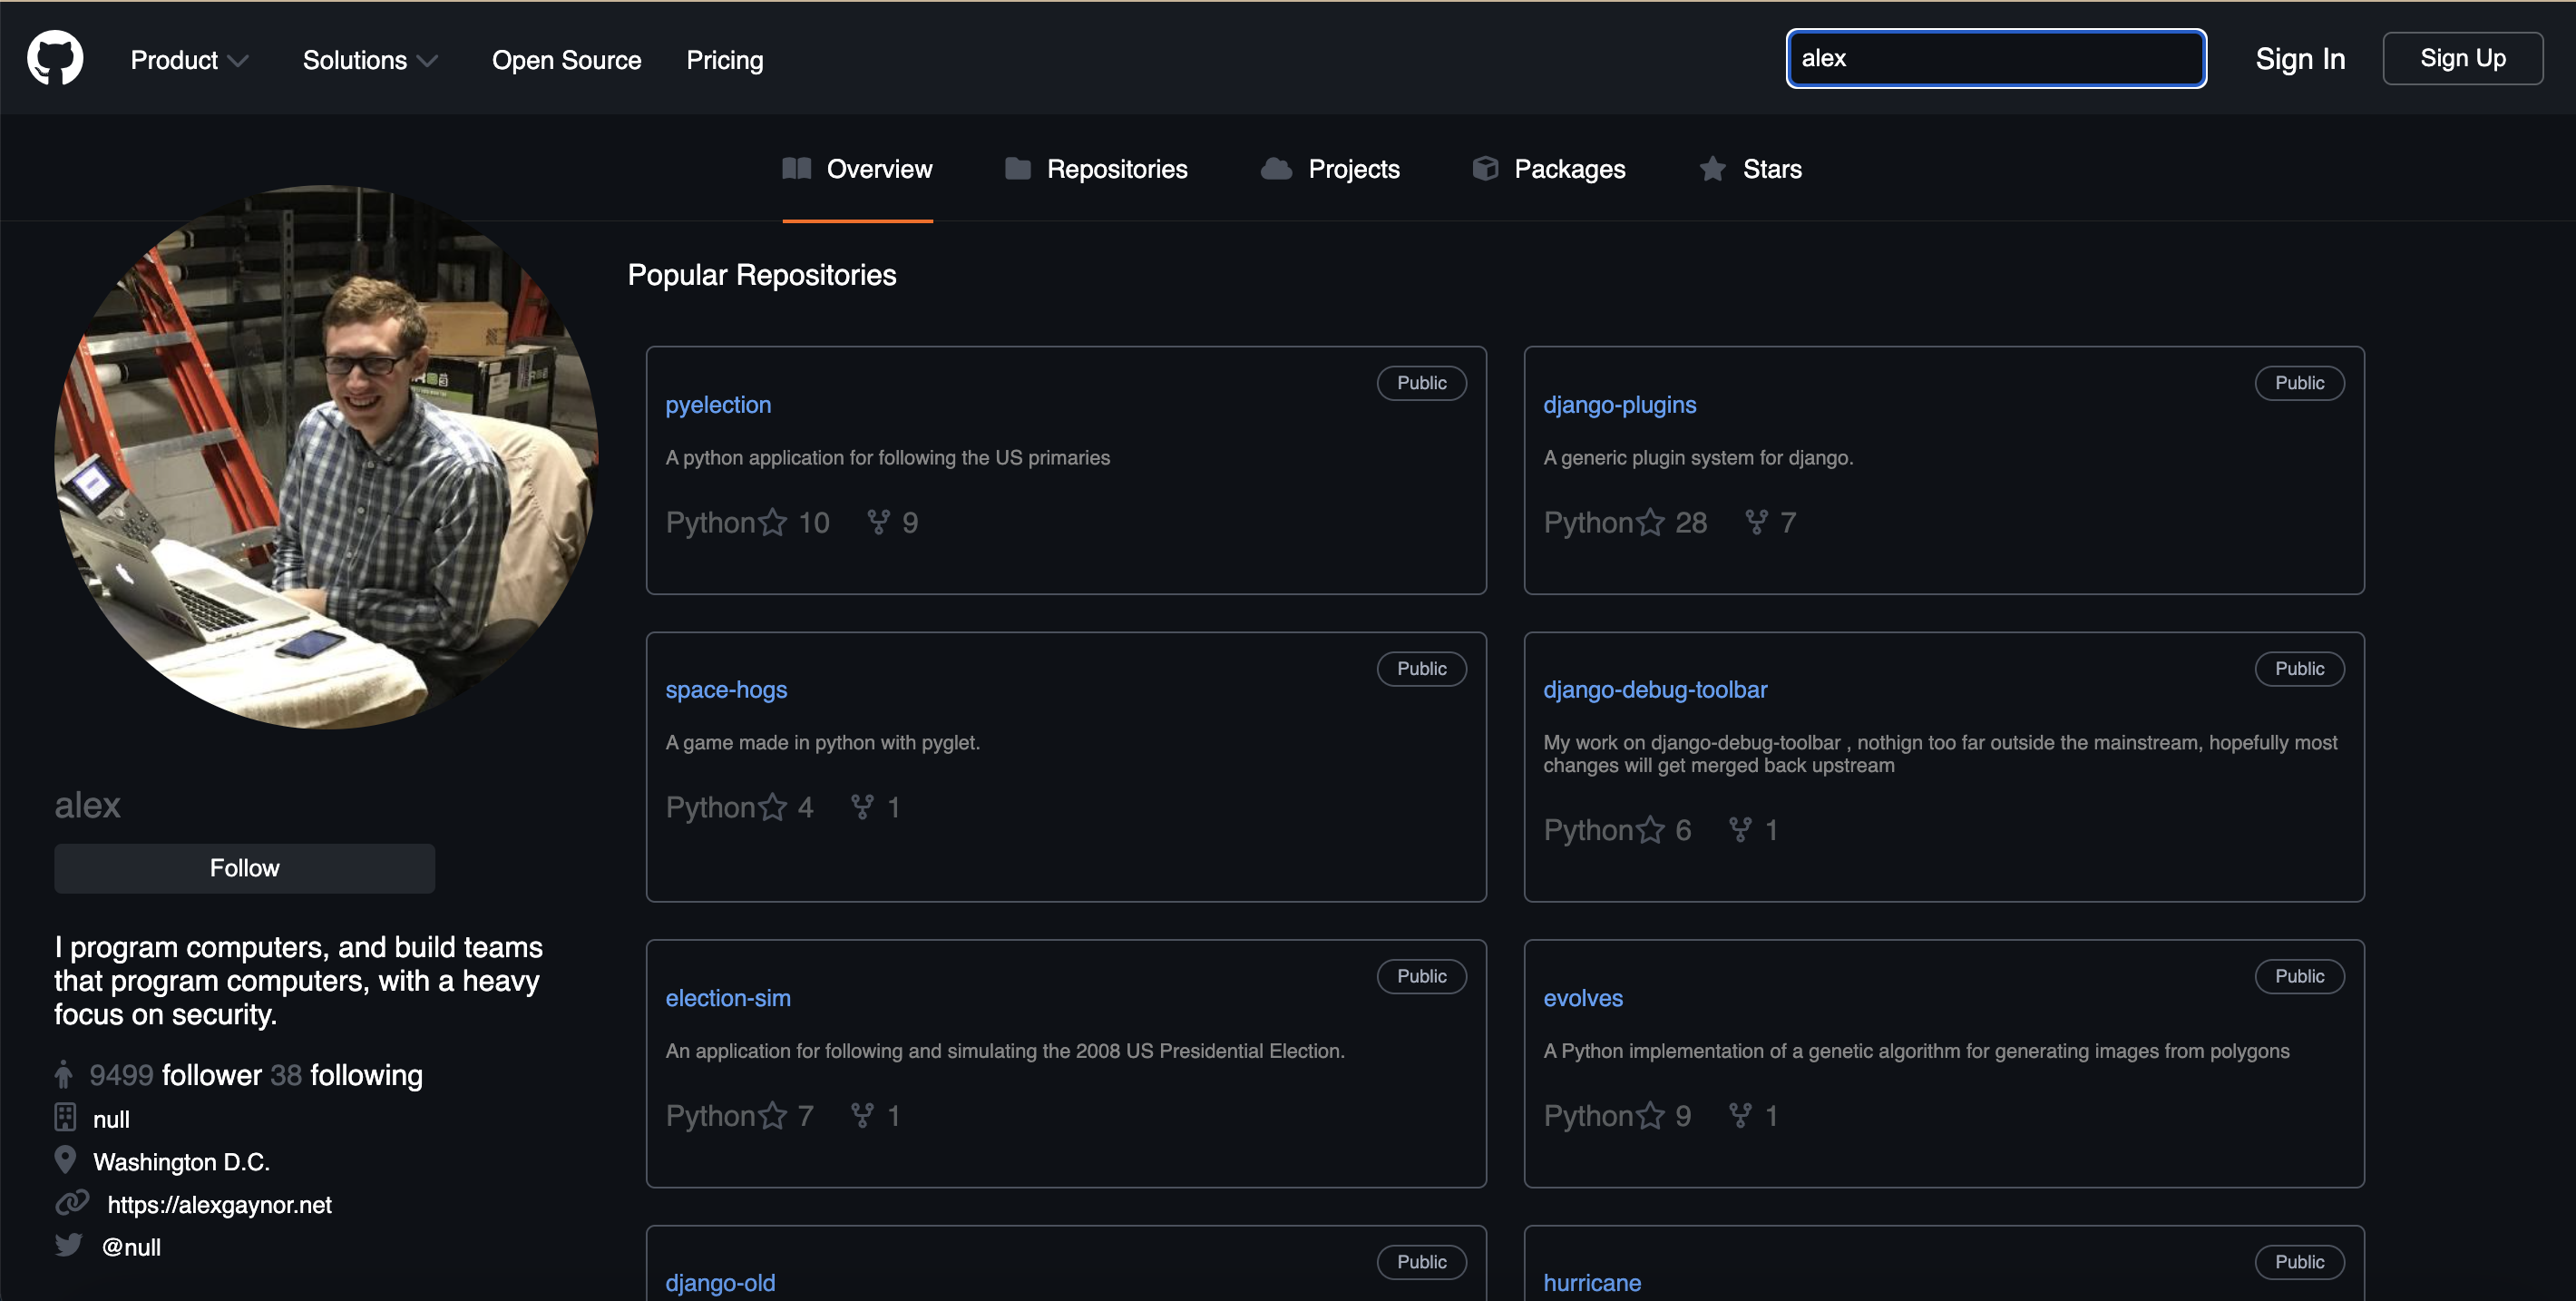 Product
Solutions
Open Source
Pricing
alex
Sign In
Sign Up
Overview
Repositories
Projects
Packages
Stars
alex
Follow
I program computers, and build teams
that program computers, with a heavy
focus on security.
9499 follower 38 following
null
Washington D.C.
https://alexgaynor.net
@null
Popular Repositories
Public
pyelection
A python application for following the US primaries
Python 10 9
Public
django-plugins
A generic plugin system for django.
Python 28 7
Public
space-hogs
A game made in python with pyglet.
Python 4 1
Public
django-debug-toolbar
My work on django-debug-toolbar , nothign too far outside the mainstream, hopefully most
changes will get merged back upstream
Python 6 1
Public
election-sim
An application for following and simulating the 2008 US Presidential Election.
Python 7 1
Public
evolves
A Python implementation of a genetic algorithm for generating images from polygons
Python 9 1
Public
django-old
Public
hurricane